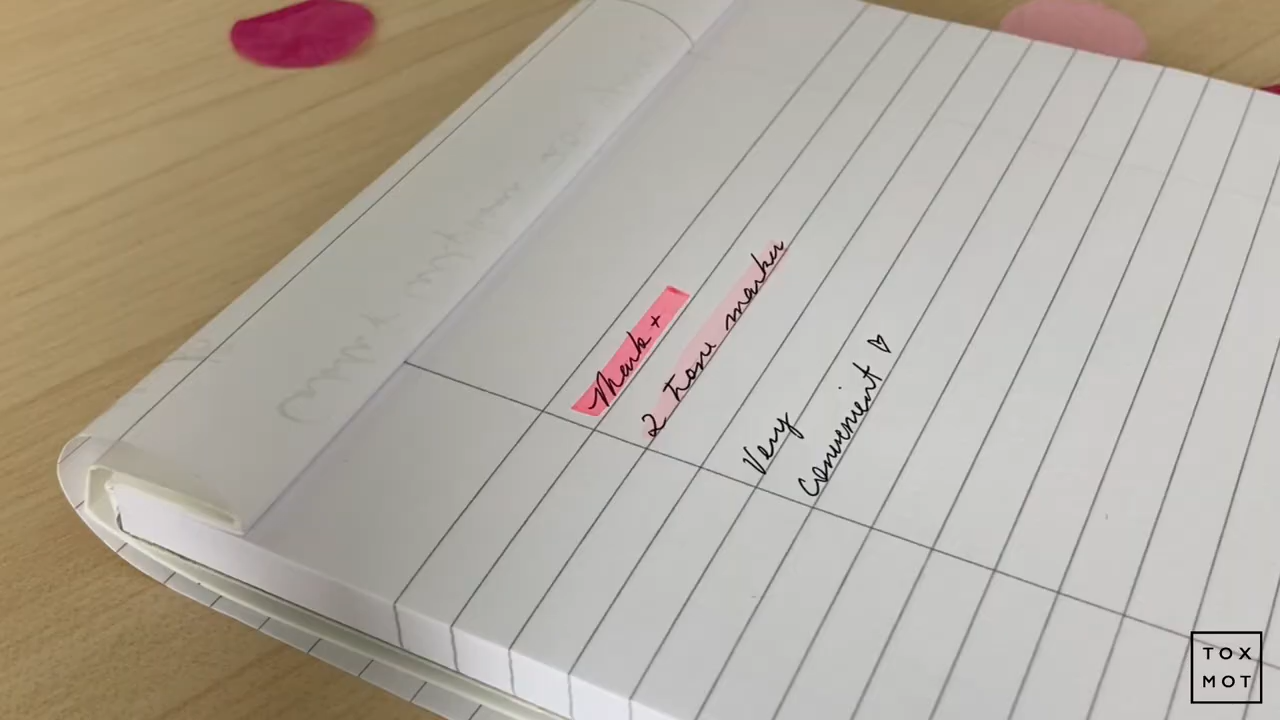 Mark +
2 tone marker
Very
convenient ♡
TOX
MOT